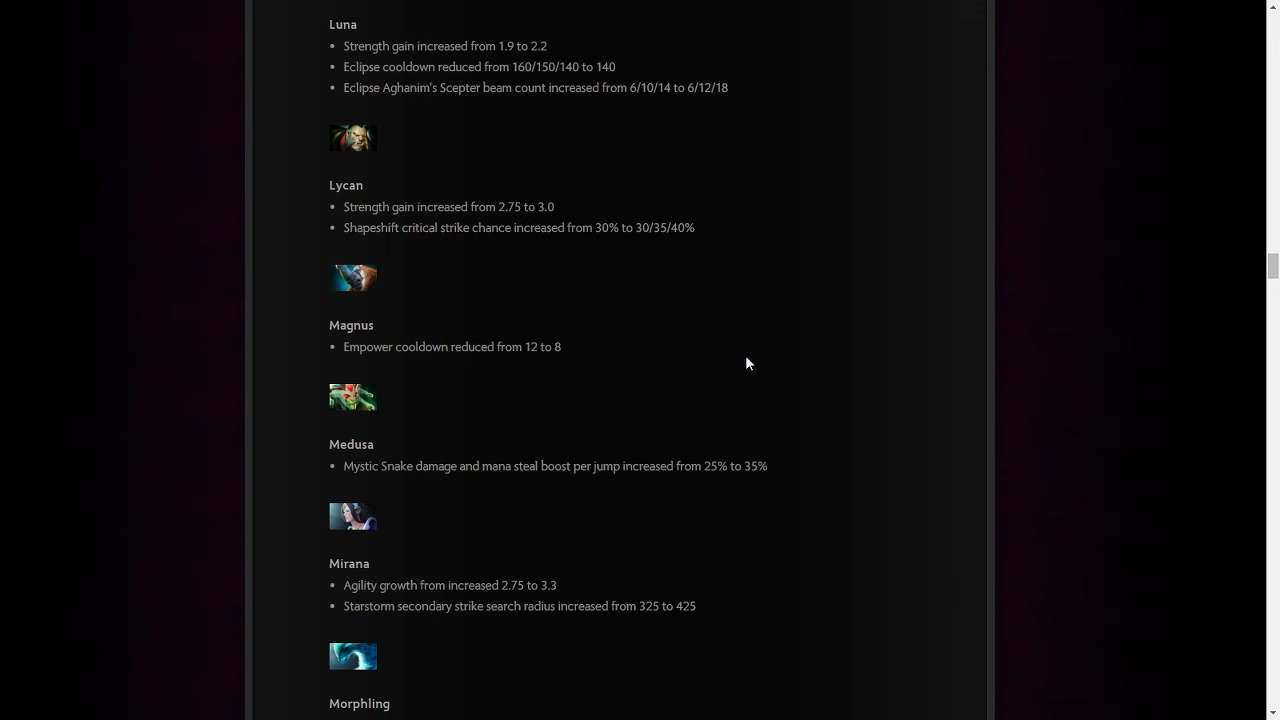 Luna
• Strength gain increased from 1.9 to 2.2
• Eclipse cooldown reduced from 160/150/140 to 140
• Eclipse Aghanim's Scepter beam count increased from 6/10/14 to 6/12/18
Lycan
• Strength gain increased from 2.75 to 3.0
• Shapeshift critical strike chance increased from 30% to 30/35/40%
Magnus
• Empower cooldown reduced from 12 to 8
Medusa
• Mystic Snake damage and mana steal boost per jump increased from 25% to 35%
Mirana
• Agility growth from increased 2.75 to 3.3
• Starstorm secondary strike search radius increased from 325 to 425
Morphling